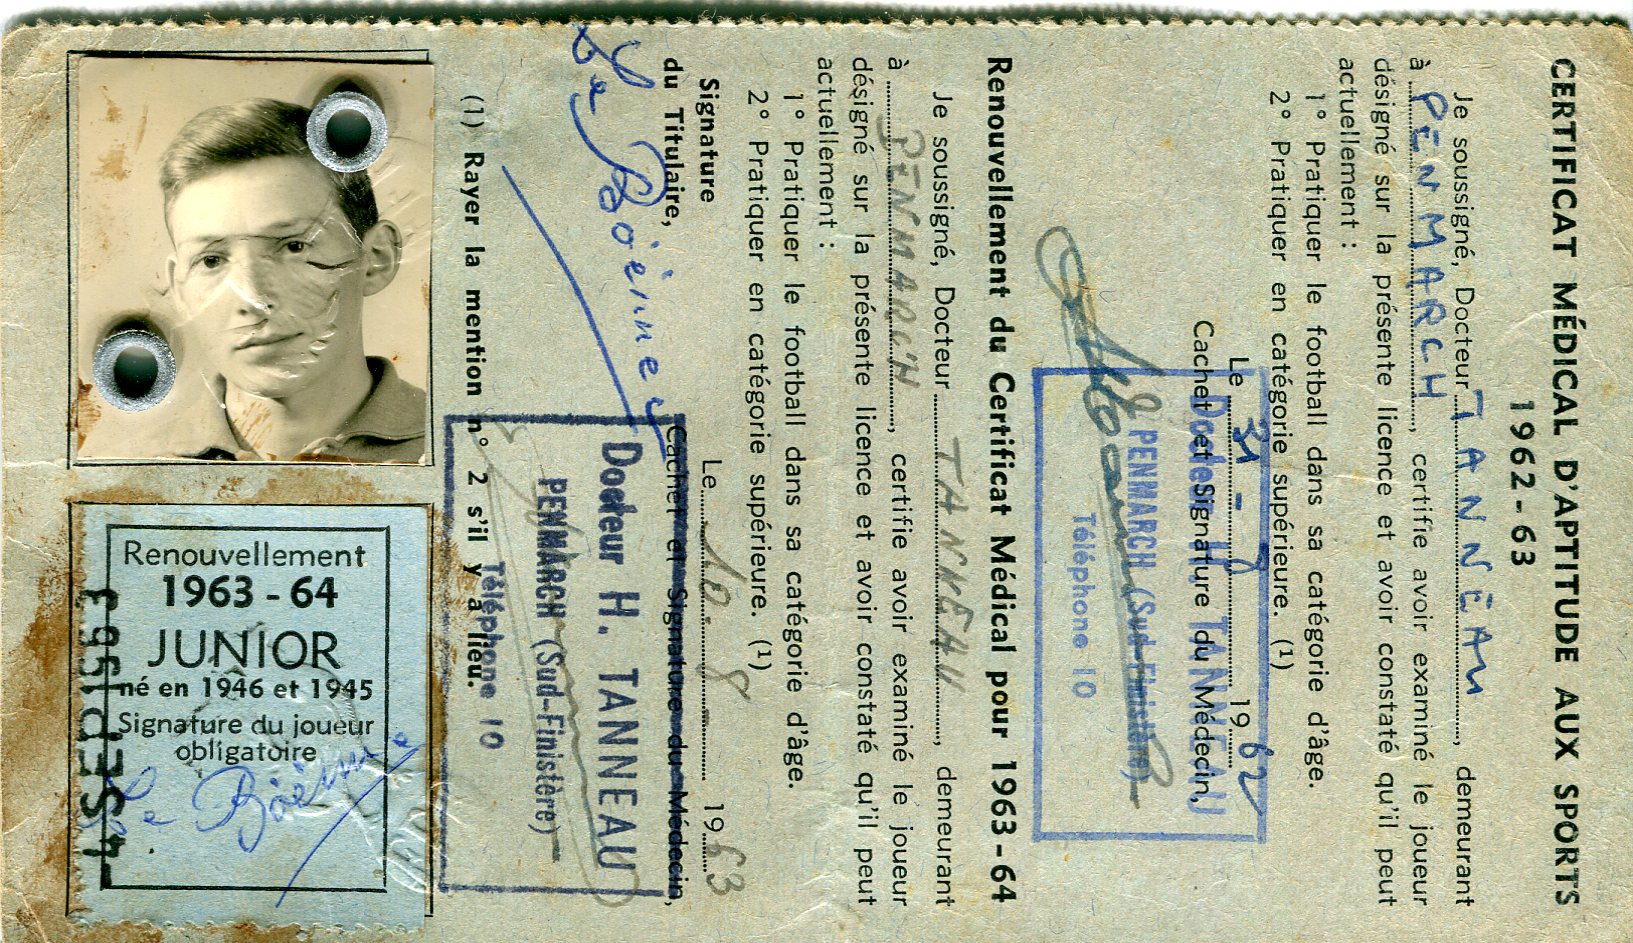 CERTIFICAT MÉDICAL D'APTITUDE AUX SPORTS
1962-63
Je soussigné, Docteur TANNEAU, demeurant
à PENMARCH, certifie avoir examiné le joueur
désigné sur la présente licence et avoir constaté qu'il peut
actuellement :
1° Pratiquer le football dans sa catégorie d'âge.
2° Pratiquer en catégorie supérieure. (1)
Le 31-8 1962
Cachet et Signature du Médecin,
Docteur H. TANNEAU
PENMARCH (Sud-Finistère)
Téléphone 10
Renouvellement du Certificat Médical pour 1963-64
Je soussigné, Docteur TANNEAU, demeurant
à PENMARC'H, certifie avoir examiné le joueur
désigné sur la présente licence et avoir constaté qu'il peut
actuellement :
1° Pratiquer le football dans sa catégorie d'âge.
2° Pratiquer en catégorie supérieure. (1)
Le 10.8 1963
Signature
du Titulaire,
Cachet et Signature du Médecin,
Le Boënnec
Docteur H. TANNEAU
PENMARCH (Sud-Finistère)
Téléphone 10
(1) Rayer la mention n° 2 s'il y a lieu.
Renouvellement
1963-64
JUNIOR
né en 1946 et 1945
Signature du joueur
obligatoire
Le Boënnec
-4 SEP 1963